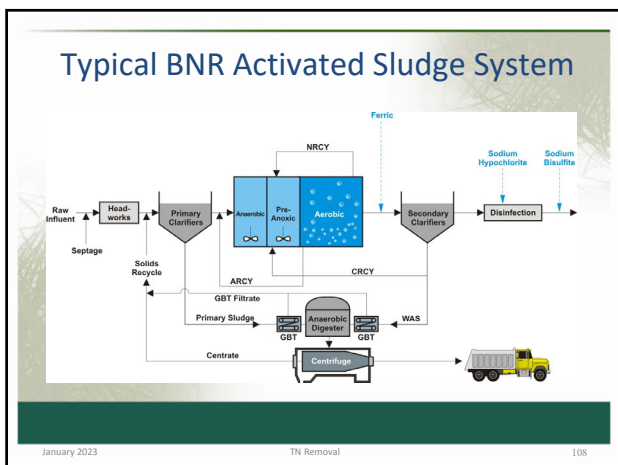 Typical BNR Activated Sludge System
Ferric
NRCY
Sodium
Hypochlorite
Sodium
Bisulfite
Raw
Influent
Head-
works
Primary
Clarifiers
Anaerobic
Pre-
Anoxic
Aerobic
Secondary
Clarifiers
Disinfection
Septage
Solids
Recycle
ARCY
CRCY
GBT Filtrate
Primary Sludge
GBT
Anaerobic
Digester
GBT
WAS
Centrate
Centrifuge
January 2023
TN Removal
108